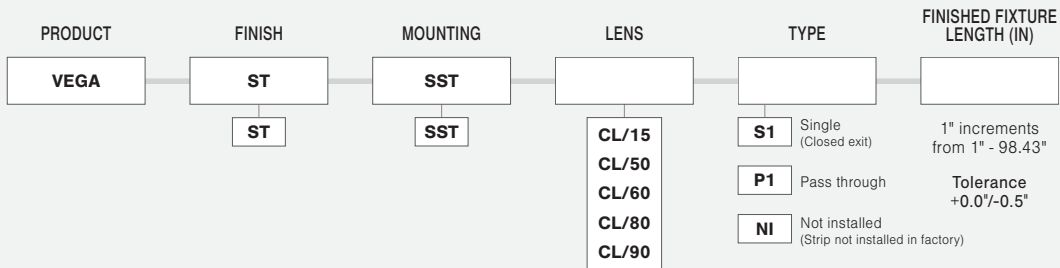 PRODUCT
FINISH
MOUNTING
LENS
TYPE
FINISHED FIXTURE
LENGTH (IN)
VEGA
ST
SST
ST
SST
CL/15
CL/50
CL/60
CL/80
CL/90
S1
Single
(Closed exit)
P1
Pass through
NI
Not installed
(Strip not installed in factory)
1" increments
from 1" - 98.43"
Tolerance
+0.0"/-0.5"